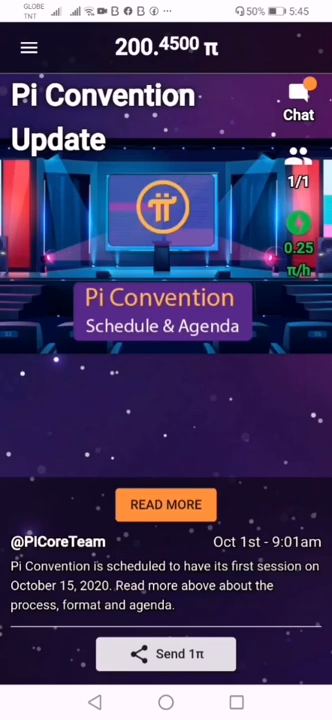 GLOBE
TNT
50% 5:45
200.4500 π
Pi Convention
Update
Chat
1/1
0.25
π/h
Pi Convention
Schedule & Agenda
READ MORE
@PiCoreTeam Oct 1st - 9:01am
Pi Convention is scheduled to have its first session on
October 15, 2020. Read more above about the
process, format and agenda.
Send 1π